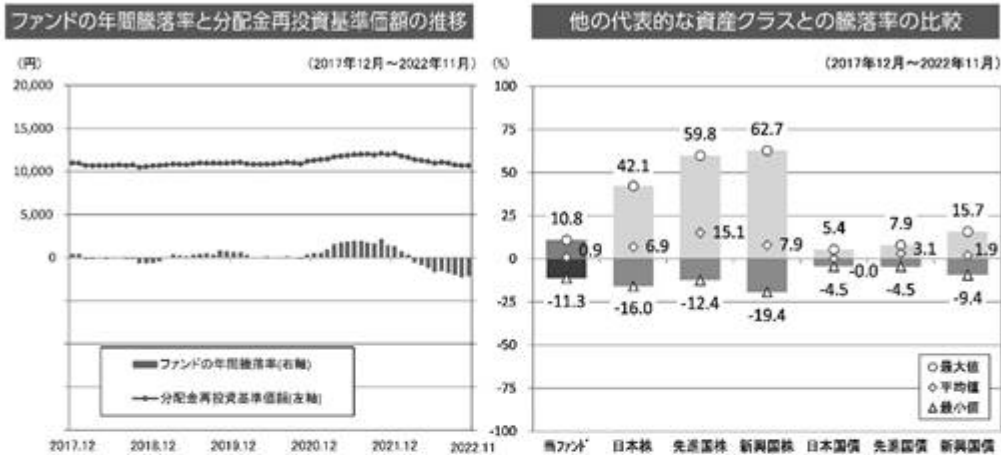 ファンドの年間騰落率と分配金再投資基準価額の推移
(円)
(2017年12月～2022年11月)
20,000
15,000
10,000
5,000
0
ファンドの年間騰落率(右軸)
分配金再投資基準価額(左軸)
2017.12
2018.12
2019.12
2020.12
2021.12
2022.11
他の代表的な資産クラスとの騰落率の比較
(%)
(2017年12月～2022年11月)
100
75
50
25
0
-25
-50
-75
-100
10.8
42.1
59.8
62.7
5.4
7.9
15.7
0.9
6.9
15.1
7.9
-0.0
3.1
1.9
-11.3
-16.0
-12.4
-19.4
-4.5
-4.5
-9.4
最大値
平均値
最小値
当ファンド
日本株
先進国株
新興国株
日本国債
先進国債
新興国債